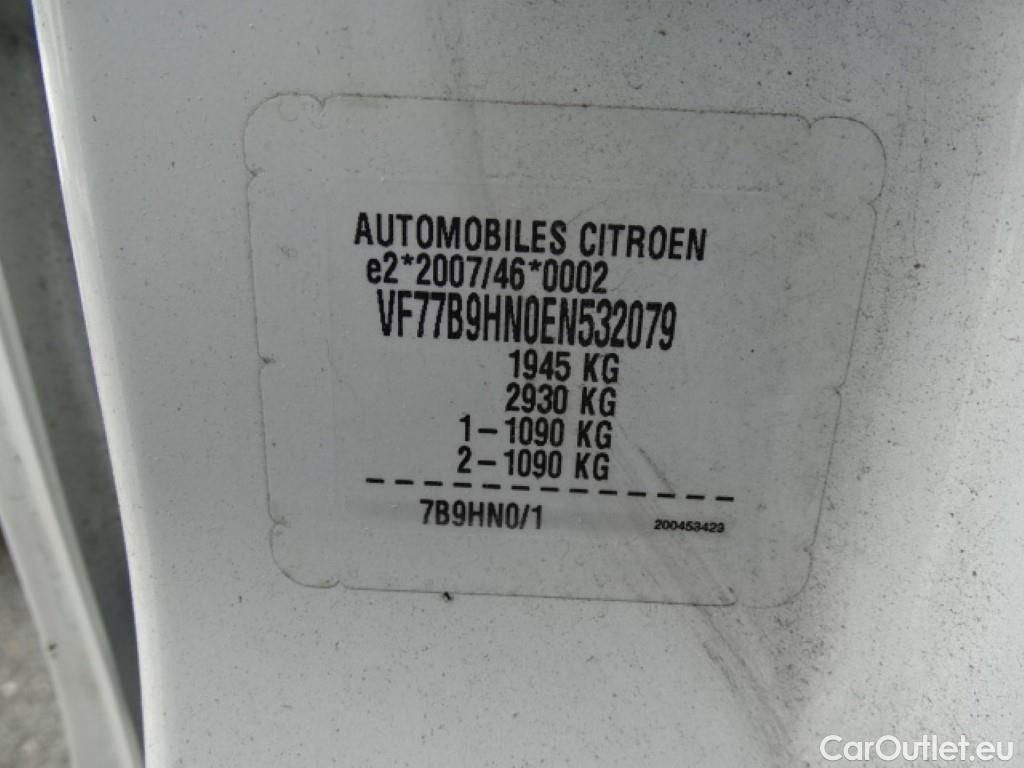 AUTOMOBILES CITROEN
e2*2007/46*0002
VF77B9HN0EN532079
1945 KG
2930 KG
1-1090 KG
2-1090 KG
7B9HN0/1
200453423
CarOutlet.eu